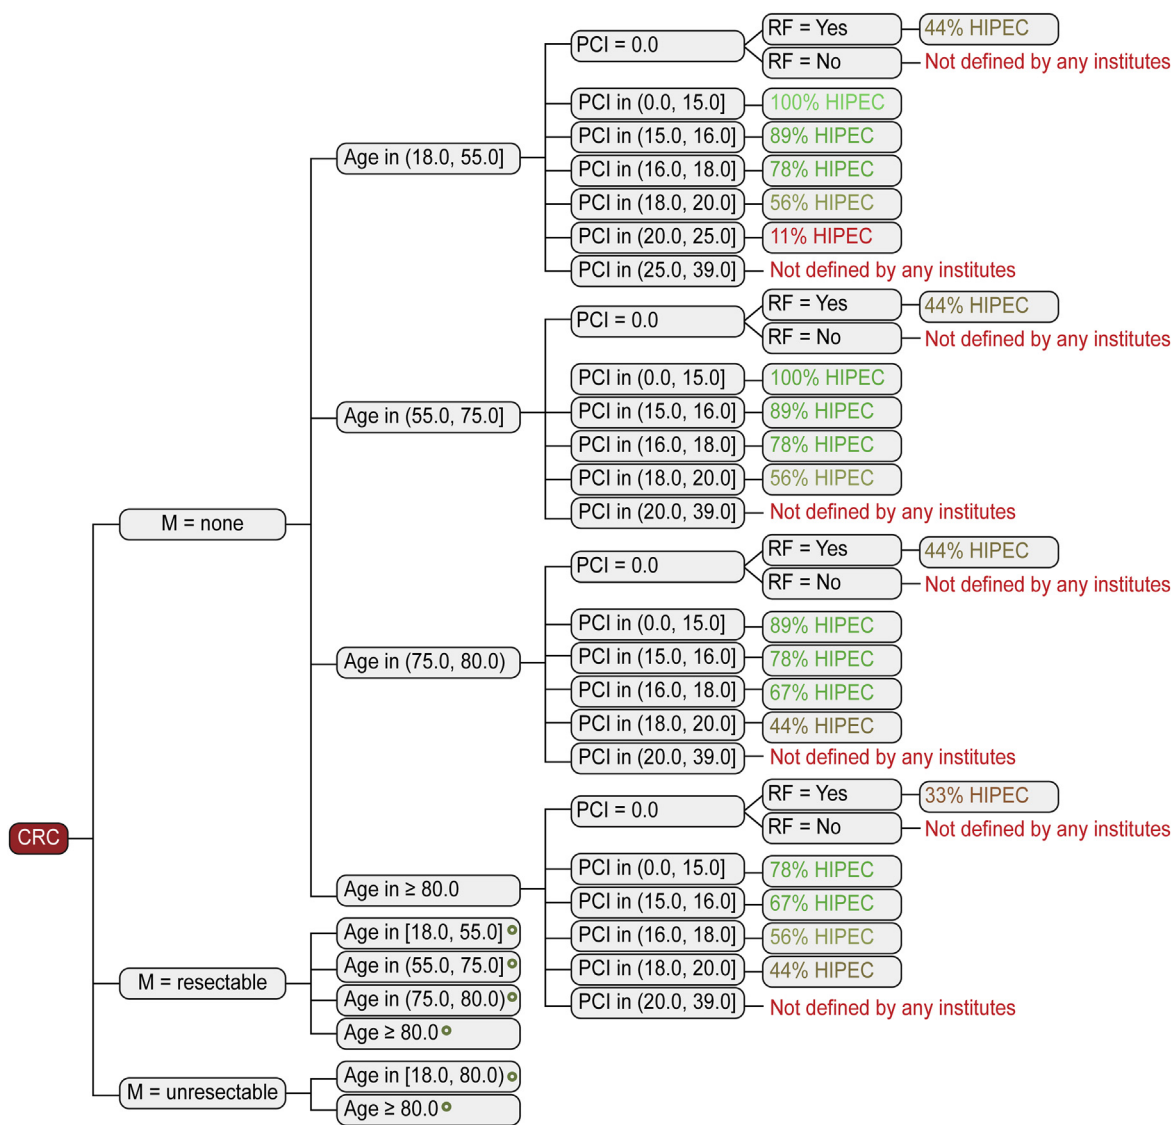 CRC
M = none
Age in (18.0, 55.0]
PCI = 0.0
RF = Yes
44% HIPEC
RF = No
Not defined by any institutes
PCI in (0.0, 15.0]
100% HIPEC
PCI in (15.0, 16.0]
89% HIPEC
PCI in (16.0, 18.0]
78% HIPEC
PCI in (18.0, 20.0]
56% HIPEC
PCI in (20.0, 25.0]
11% HIPEC
PCI in (25.0, 39.0]
Not defined by any institutes
Age in (55.0, 75.0]
PCI = 0.0
RF = Yes
44% HIPEC
RF = No
Not defined by any institutes
PCI in (0.0, 15.0]
100% HIPEC
PCI in (15.0, 16.0]
89% HIPEC
PCI in (16.0, 18.0]
78% HIPEC
PCI in (18.0, 20.0]
56% HIPEC
PCI in (20.0, 39.0]
Not defined by any institutes
Age in (75.0, 80.0)
PCI = 0.0
RF = Yes
44% HIPEC
RF = No
Not defined by any institutes
PCI in (0.0, 15.0]
89% HIPEC
PCI in (15.0, 16.0]
78% HIPEC
PCI in (16.0, 18.0]
67% HIPEC
PCI in (18.0, 20.0]
44% HIPEC
PCI in (20.0, 39.0]
Not defined by any institutes
Age in ≥ 80.0
PCI = 0.0
RF = Yes
33% HIPEC
RF = No
Not defined by any institutes
PCI in (0.0, 15.0]
78% HIPEC
PCI in (15.0, 16.0]
67% HIPEC
PCI in (16.0, 18.0]
56% HIPEC
PCI in (18.0, 20.0]
44% HIPEC
PCI in (20.0, 39.0]
Not defined by any institutes
M = resectable
Age in [18.0, 55.0]
Age in (55.0, 75.0]
Age in (75.0, 80.0)
Age ≥ 80.0
M = unresectable
Age in [18.0, 80.0)
Age ≥ 80.0